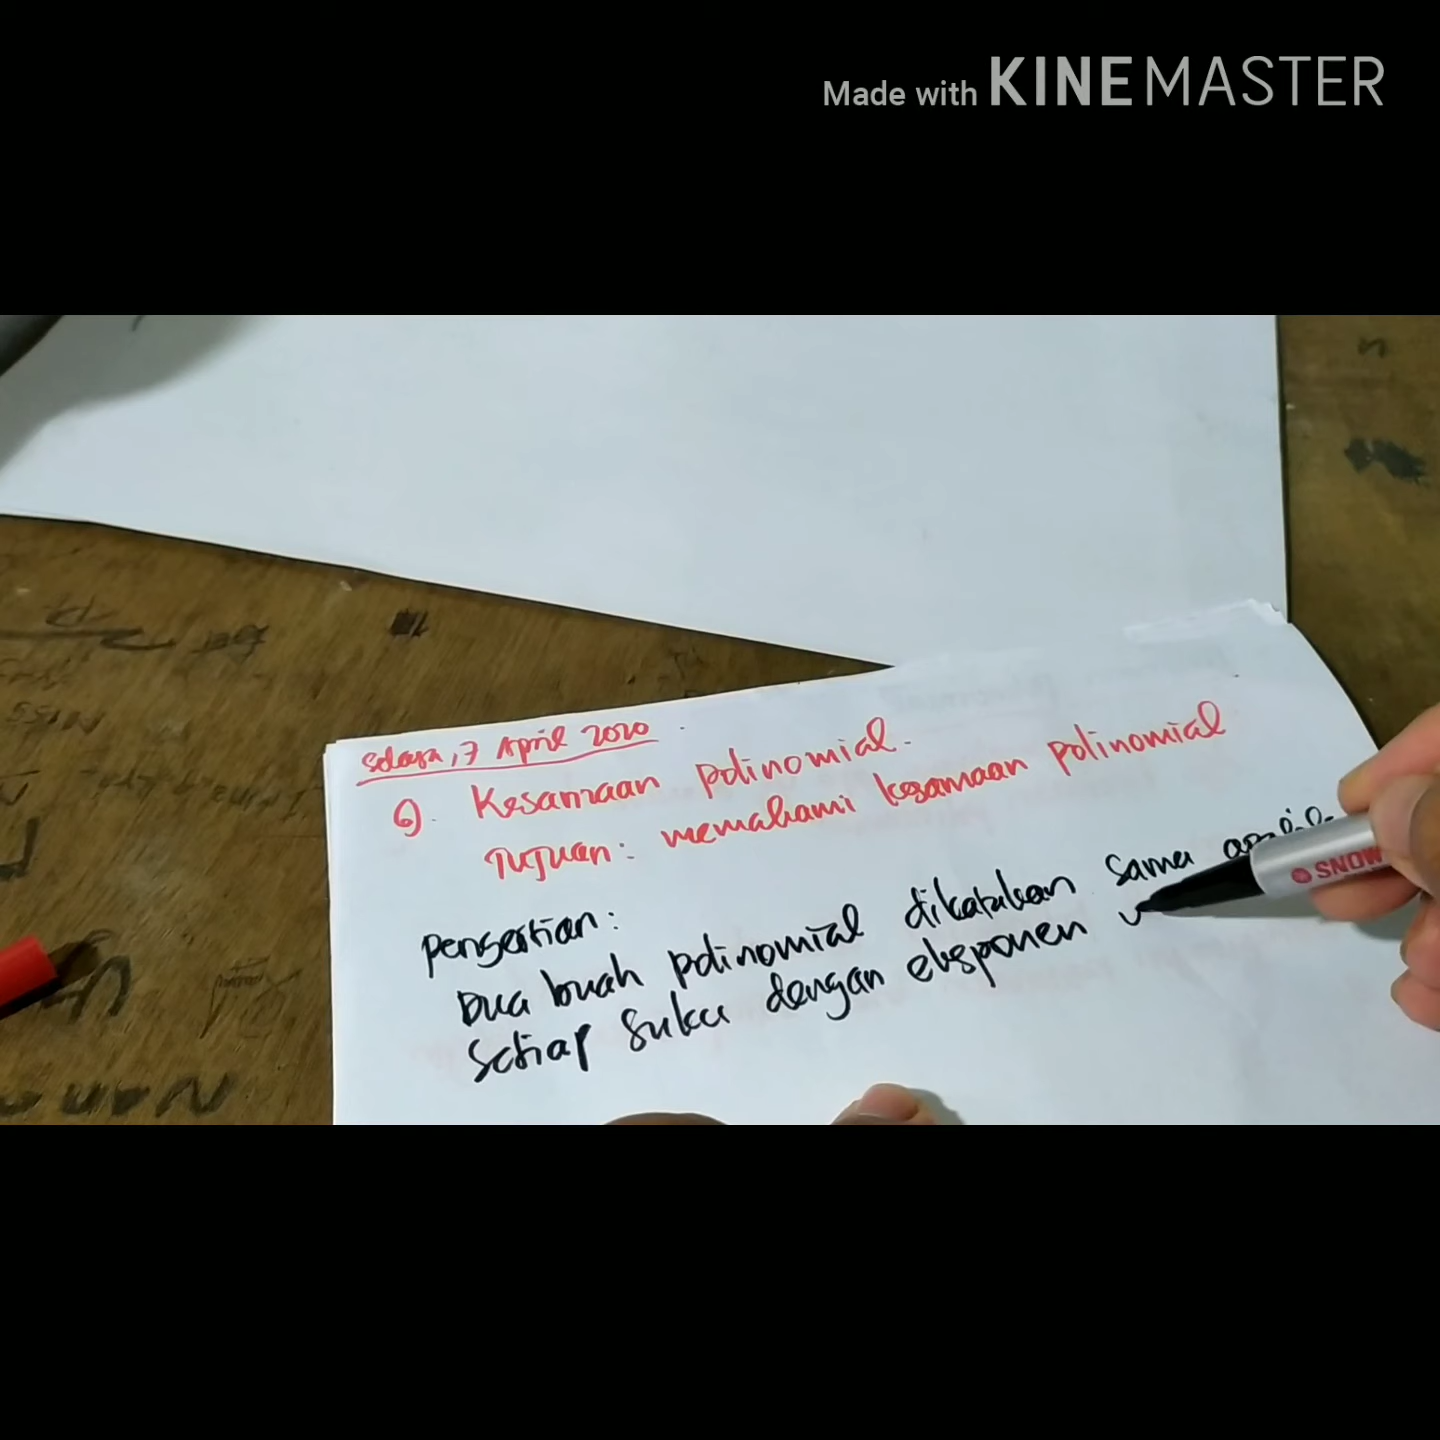 Made with KINEMASTER
Selasa, 7 April 2020
6). Kesamaan polinomial.
Tujuan: memahami kesamaan polinomial
Pengertian:
Dua buah polinomial dikatakan sama
Setiap suku dengan eksponen
SNOW